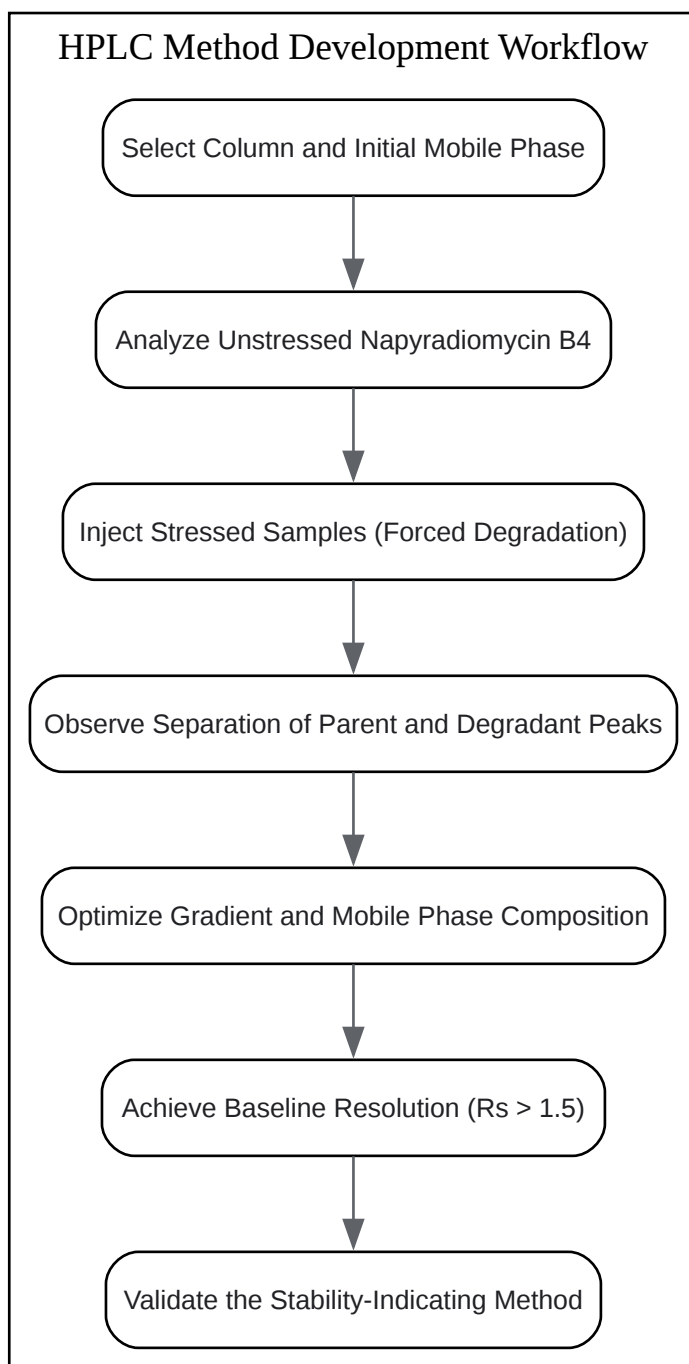 HPLC Method Development Workflow
Select Column and Initial Mobile Phase
Analyze Unstressed Napyradiomycin B4
Inject Stressed Samples (Forced Degradation)
Observe Separation of Parent and Degradant Peaks
Optimize Gradient and Mobile Phase Composition
Achieve Baseline Resolution (Rs > 1.5)
Validate the Stability-Indicating Method